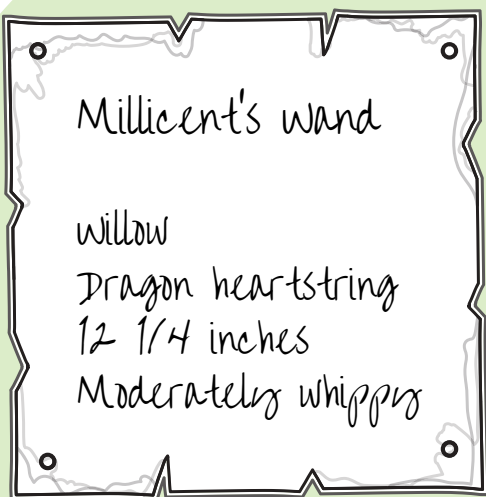 Millicent's wand
Willow
Dragon heartstring
12 1/4 inches
Moderately whippy